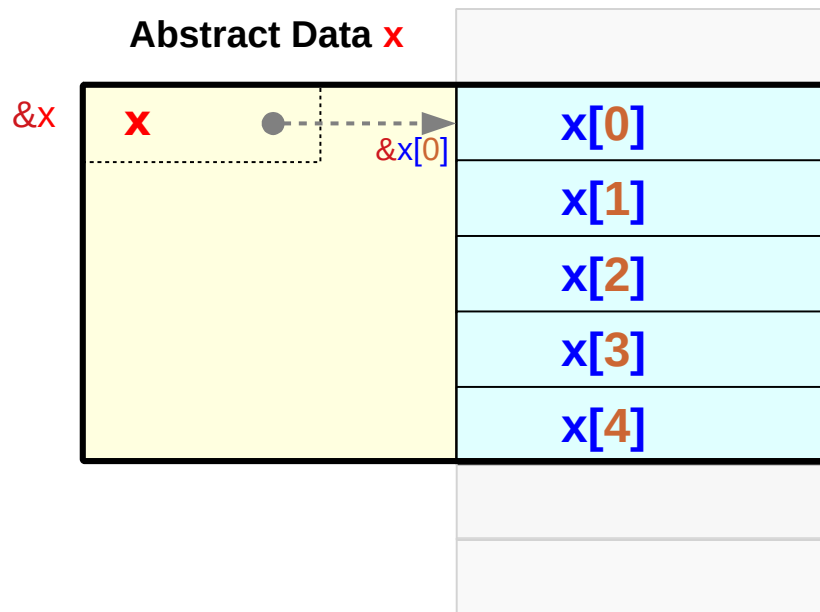 Abstract Data x
&x
x
&x[0]
x[0]
x[1]
x[2]
x[3]
x[4]